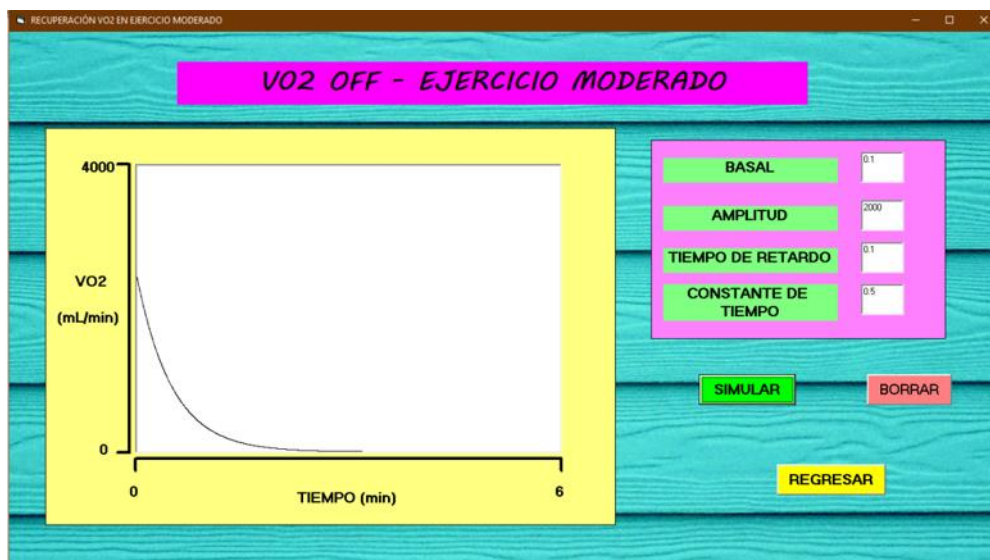 RECUPERACIÓN VO2 EN EJERCICIO MODERADO
VO2 OFF - EJERCICIO MODERADO
4000
VO2
(mL/min)
0
0
TIEMPO (min)
6
BASAL
0.1
AMPLITUD
2000
TIEMPO DE RETARDO
0.1
CONSTANTE DE
TIEMPO
0.5
SIMULAR
BORRAR
REGRESAR